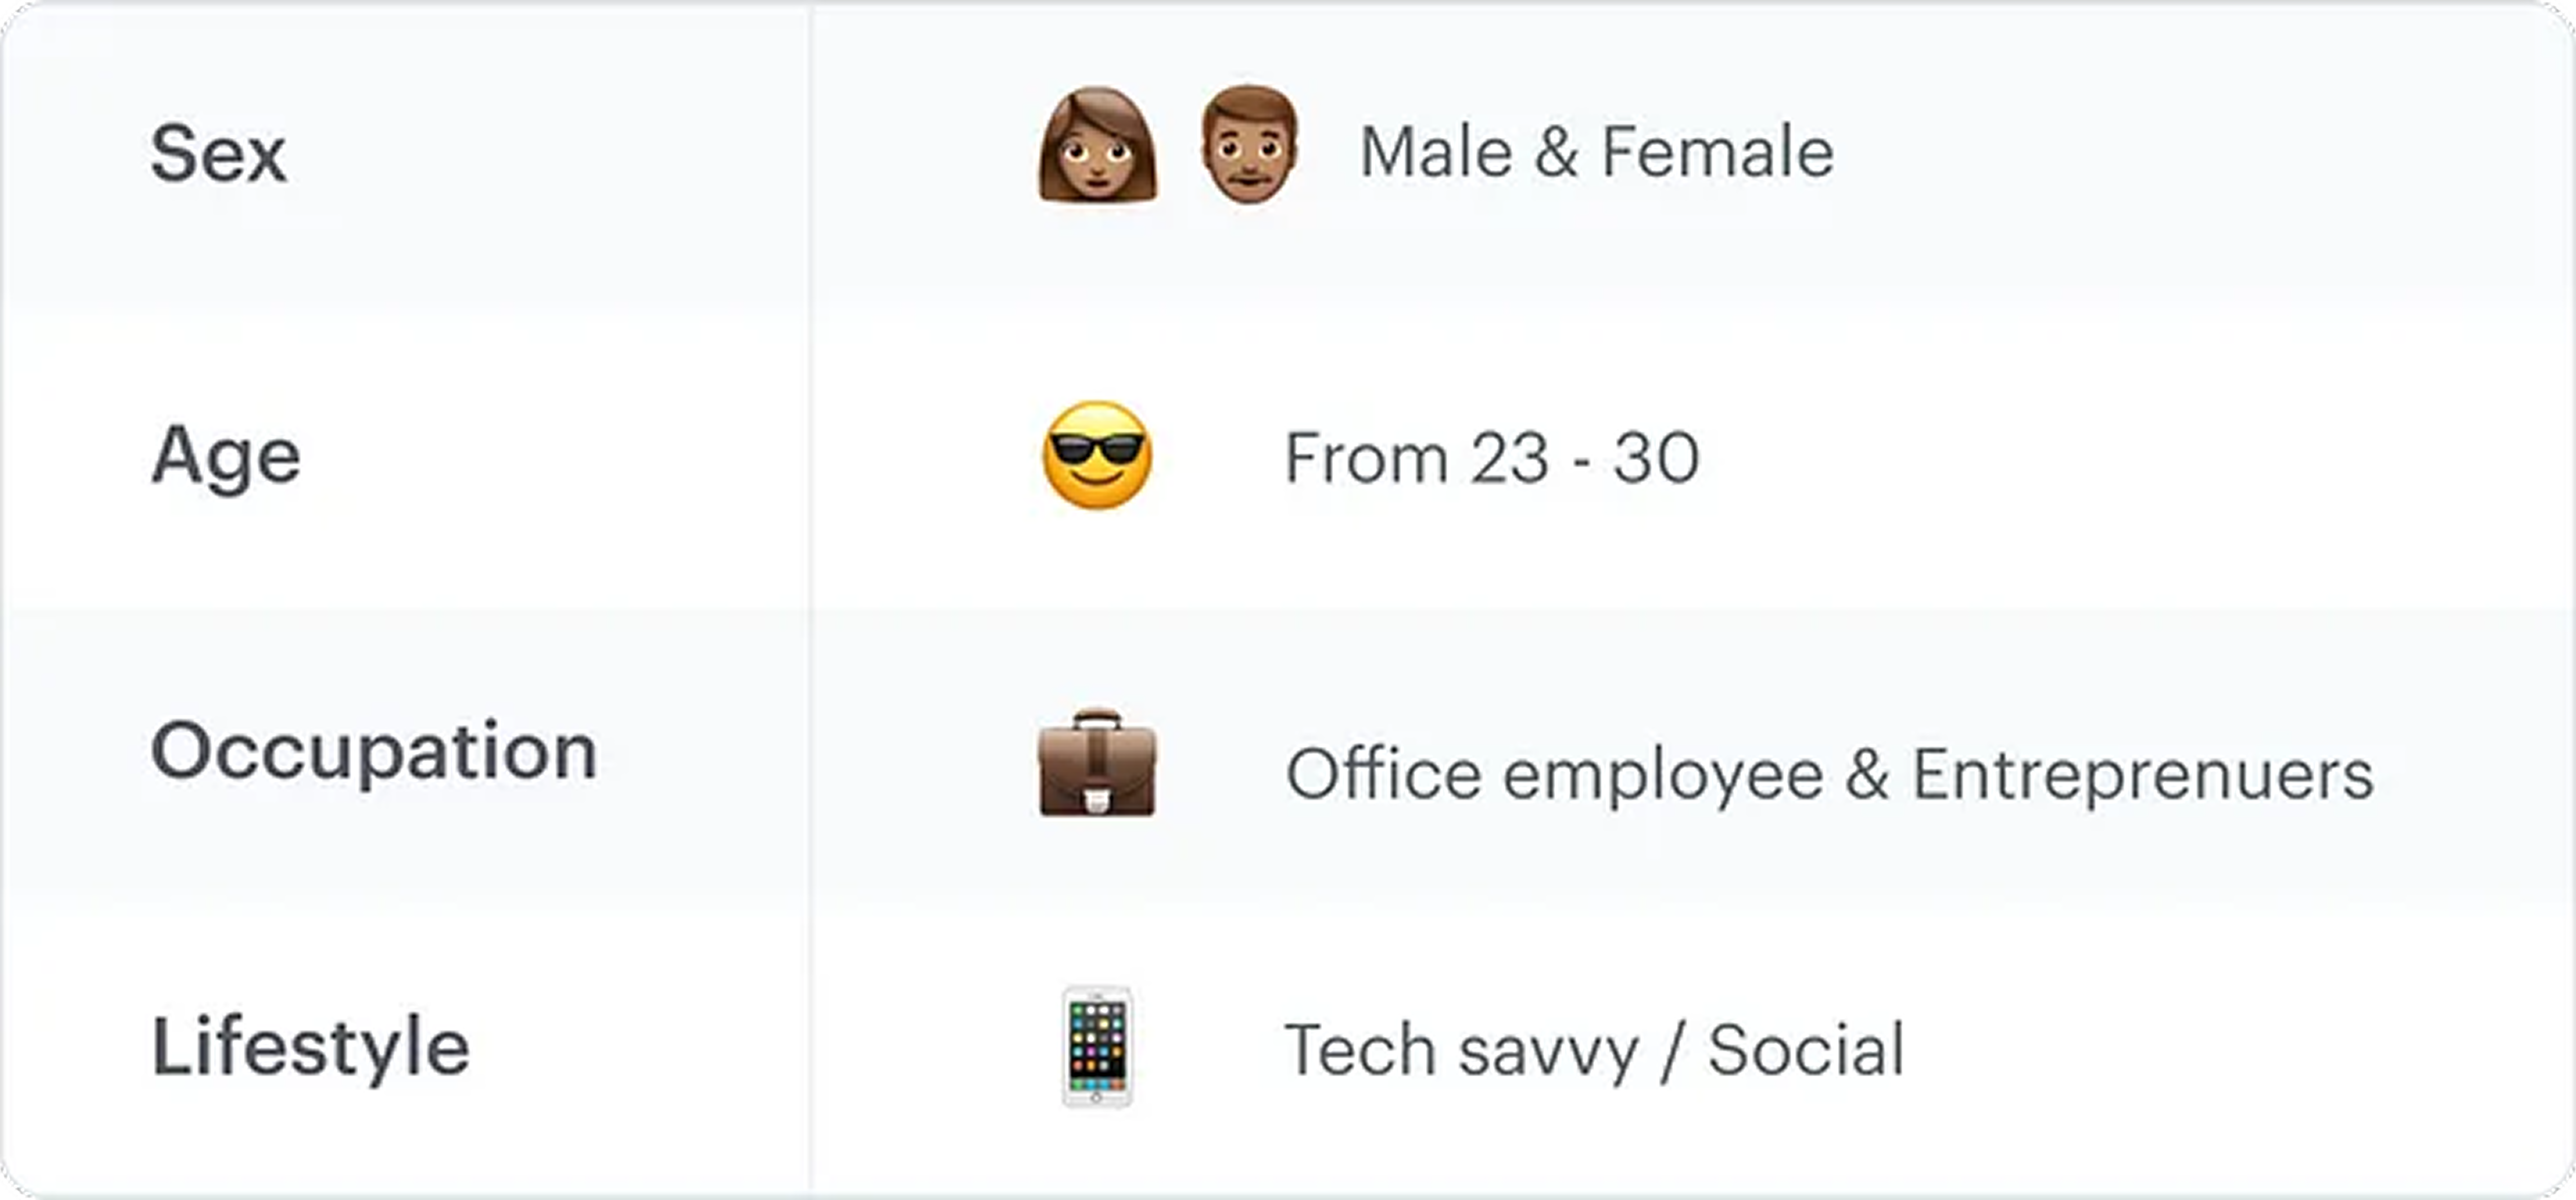 Sex
Male & Female
Age
From 23 - 30
Occupation
Office employee & Entreprenuers
Lifestyle
Tech savvy / Social